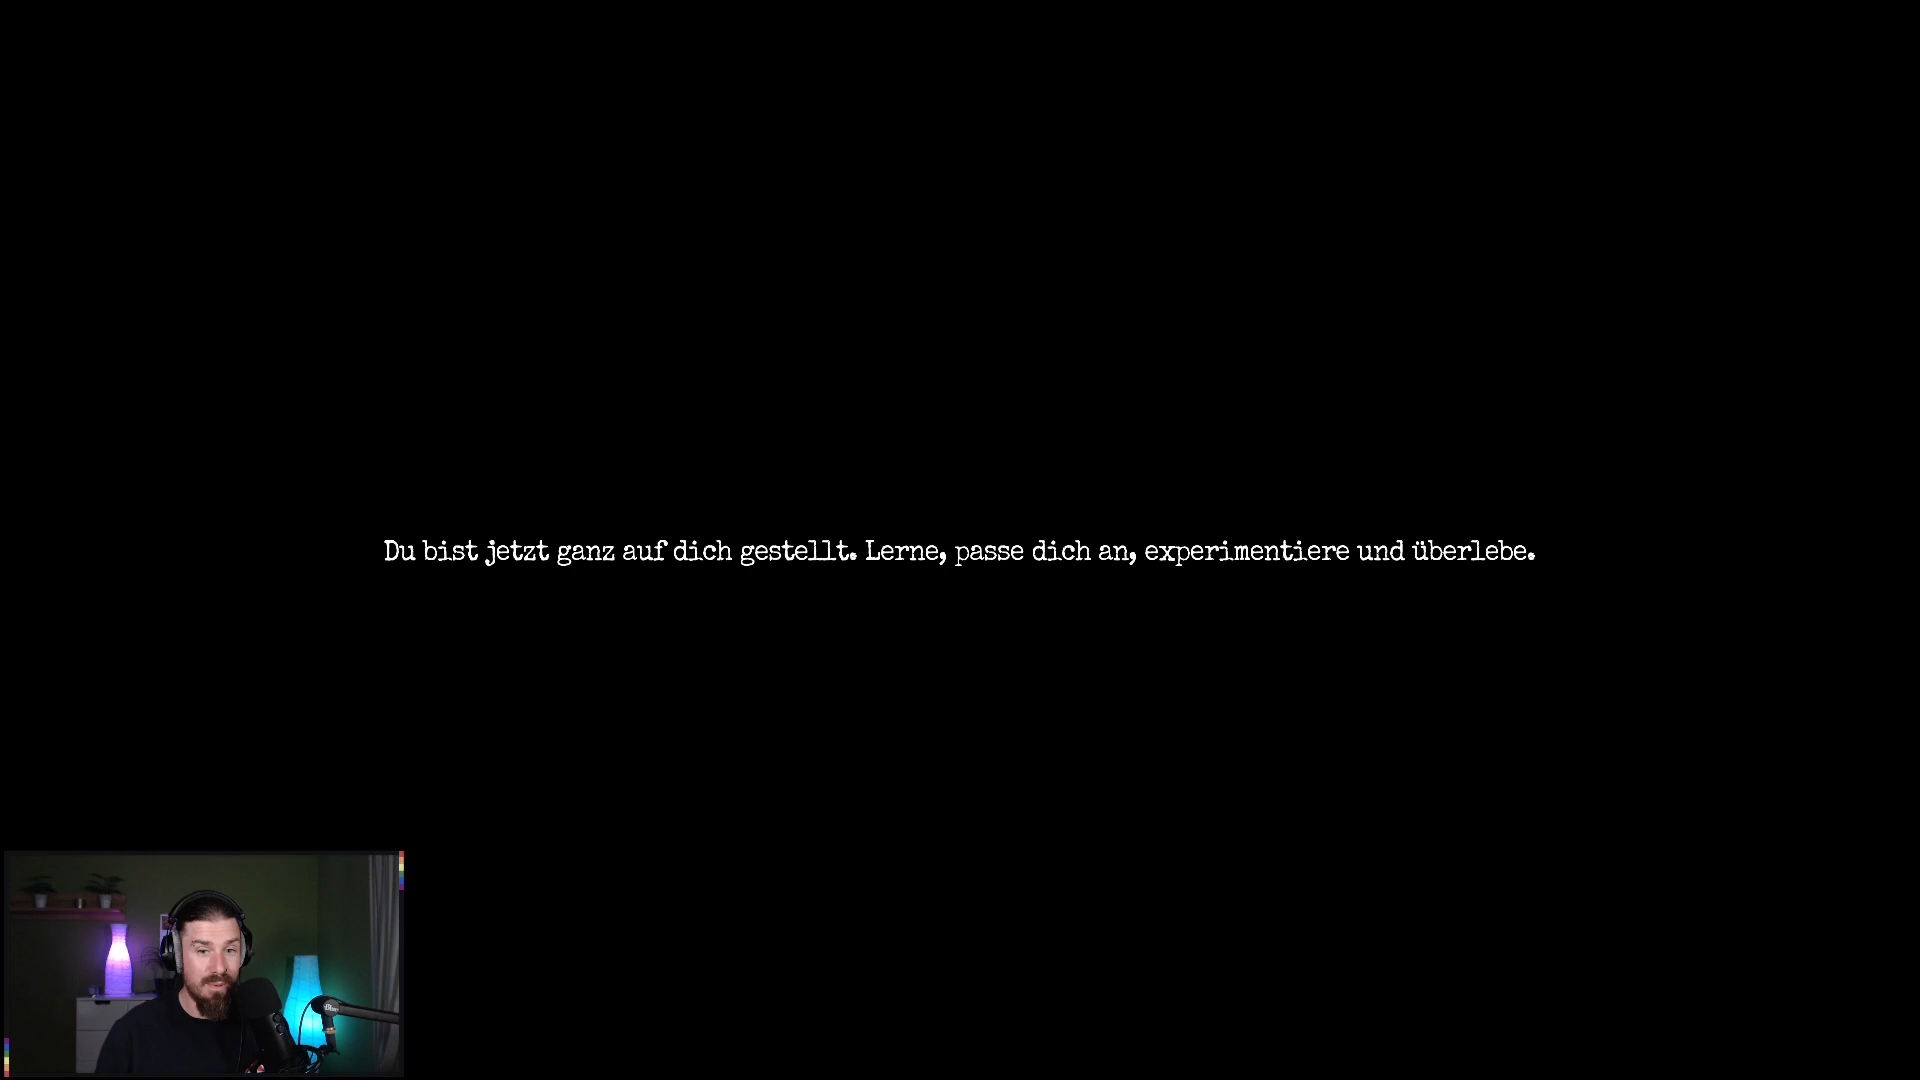 Du bist jetzt ganz auf dich gestellt. Lerne, passe dich an, experimentiere und überlebe.